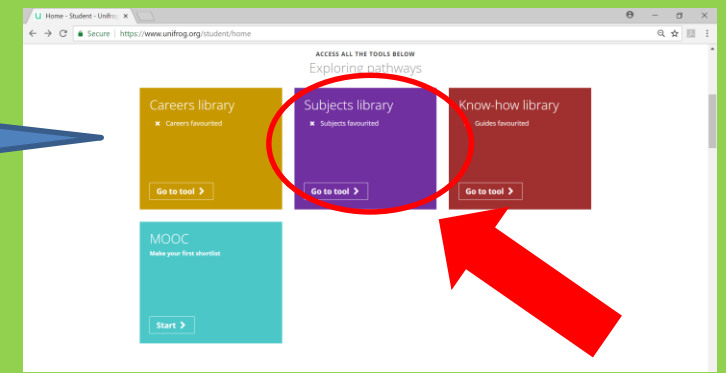 Home - Student - Unifrog
Secure | https://www.unifrog.org/student/home
ACCESS ALL THE TOOLS BELOW
Exploring pathways
Careers library
✖ Careers favourited
Go to tool >
Subjects library
✖ Subjects favourited
Go to tool >
Know-how library
Guides favourited
Go to tool >
MOOC
Make your first shortlist
Start >